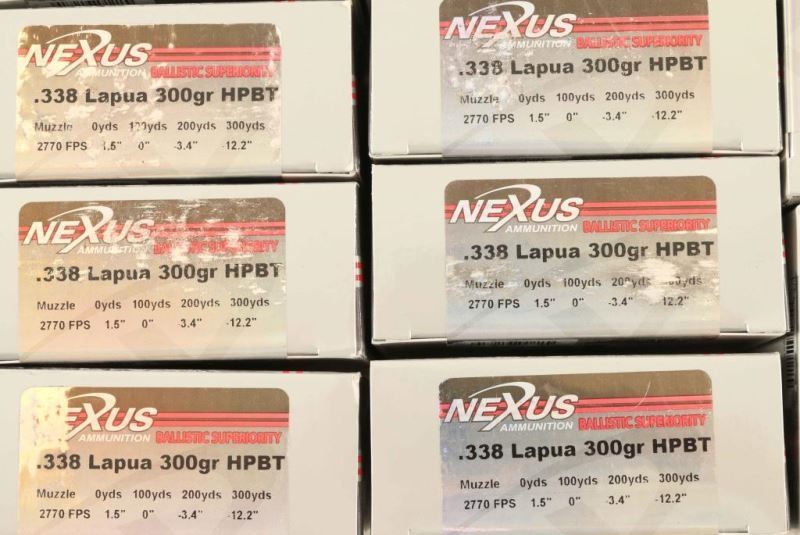 NEXUS
AMMUNITION BALLISTIC SUPERIORITY
.338 Lapua 300gr HPBT
Muzzle 0yds 100yds 200yds 300yds
2770 FPS 1.5" 0" -3.4" -12.2"
NEXUS
AMMUNITION BALLISTIC SUPERIORITY
.338 Lapua 300gr HPBT
Muzzle 0yds 100yds 200yds 300yds
2770 FPS 1.5" 0" -3.4" -12.2"
NEXUS
AMMUNITION BALLISTIC SUPERIORITY
.338 Lapua 300gr HPBT
Muzzle 0yds 100yds 200yds 300yds
2770 FPS 1.5" 0" -3.4" -12.2"
NEXUS
AMMUNITION BALLISTIC SUPERIORITY
.338 Lapua 300gr HPBT
Muzzle 0yds 100yds 200yds 300yds
2770 FPS 1.5" 0" -3.4" -12.2"
NEXUS
AMMUNITION BALLISTIC SUPERIORITY
.338 Lapua 300gr HPBT
Muzzle 0yds 100yds 200yds 300yds
2770 FPS 1.5" 0" -3.4" -12.2"
NEXUS
AMMUNITION BALLISTIC SUPERIORITY
.338 Lapua 300gr HPBT
Muzzle 0yds 100yds 200yds 300yds
2770 FPS 1.5" 0" -3.4" -12.2"